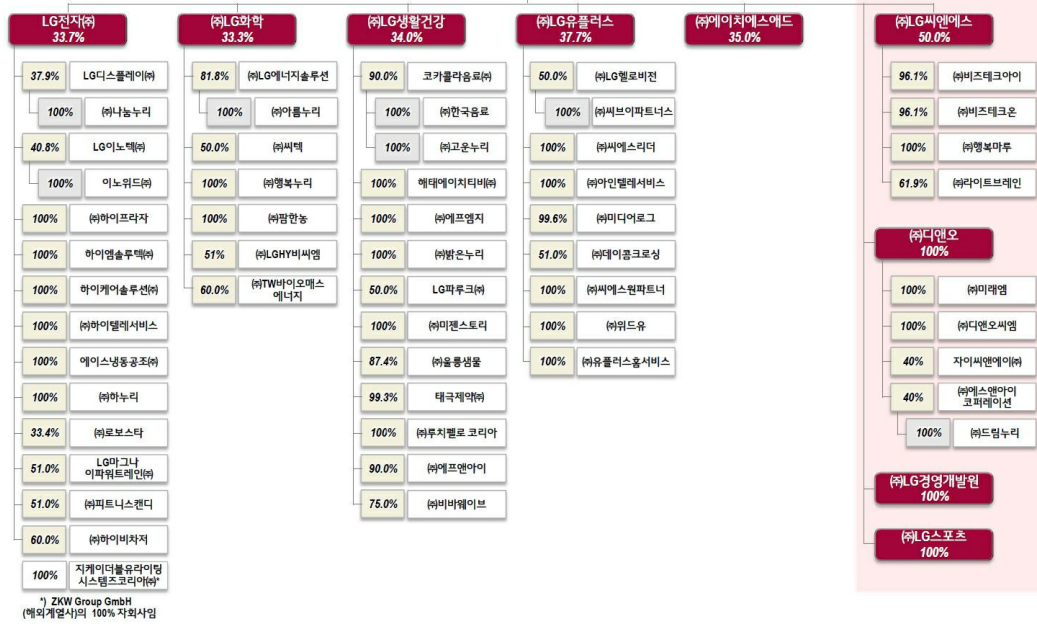 LG전자㈜
33.7%
37.9% LG디스플레이㈜
100% ㈜나눔누리
40.8% LG이노텍㈜
100% 이노위드㈜
100% ㈜하이프라자
100% 하이엠솔루텍㈜
100% 하이케어솔루션㈜
100% ㈜하이텔레서비스
100% 에이스냉동공조㈜
100% ㈜하누리
33.4% ㈜로보스타
51.0% LG마그나
이파워트레인㈜
51.0% ㈜피트니스캔디
60.0% ㈜하이비차저
100% 지케이더블유라이팅
시스템즈코리아㈜*
*) ZKW Group GmbH
(해외계열사)의 100% 자회사임
㈜LG화학
33.3%
81.8% ㈜LG에너지솔루션
100% ㈜아름누리
50.0% ㈜씨텍
100% ㈜행복누리
100% ㈜팜한농
51% ㈜LGHY비씨엠
60.0% ㈜TW바이오매스
에너지
㈜LG생활건강
34.0%
90.0% 코카콜라음료㈜
100% ㈜한국음료
100% ㈜고운누리
100% 해태에이치티비㈜
100% ㈜에프엠지
100% ㈜밝은누리
50.0% LG파루크㈜
100% ㈜미젠스토리
87.4% ㈜울릉샘물
99.3% 태극제약㈜
100% ㈜루치펠로 코리아
90.0% ㈜에프앤아이
75.0% ㈜비바웨이브
㈜LG유플러스
37.7%
50.0% ㈜LG헬로비전
100% ㈜씨브이파트너스
100% ㈜씨에스리더
100% ㈜아인텔레서비스
99.6% ㈜미디어로그
51.0% ㈜데이콤크로싱
100% ㈜씨에스원파트너
100% ㈜위드유
100% ㈜유플러스홈서비스
㈜에이치에스애드
35.0%
㈜LG씨엔에스
50.0%
96.1% ㈜비즈테크아이
96.1% ㈜비즈테크온
100% ㈜행복마루
61.9% ㈜라이트브레인
㈜디앤오
100%
100% ㈜미래엠
100% ㈜디앤오씨엠
40% 자이씨앤에이㈜
40% ㈜에스앤아이
코퍼레이션
100% ㈜드림누리
㈜LG경영개발원
100%
㈜LG스포츠
100%